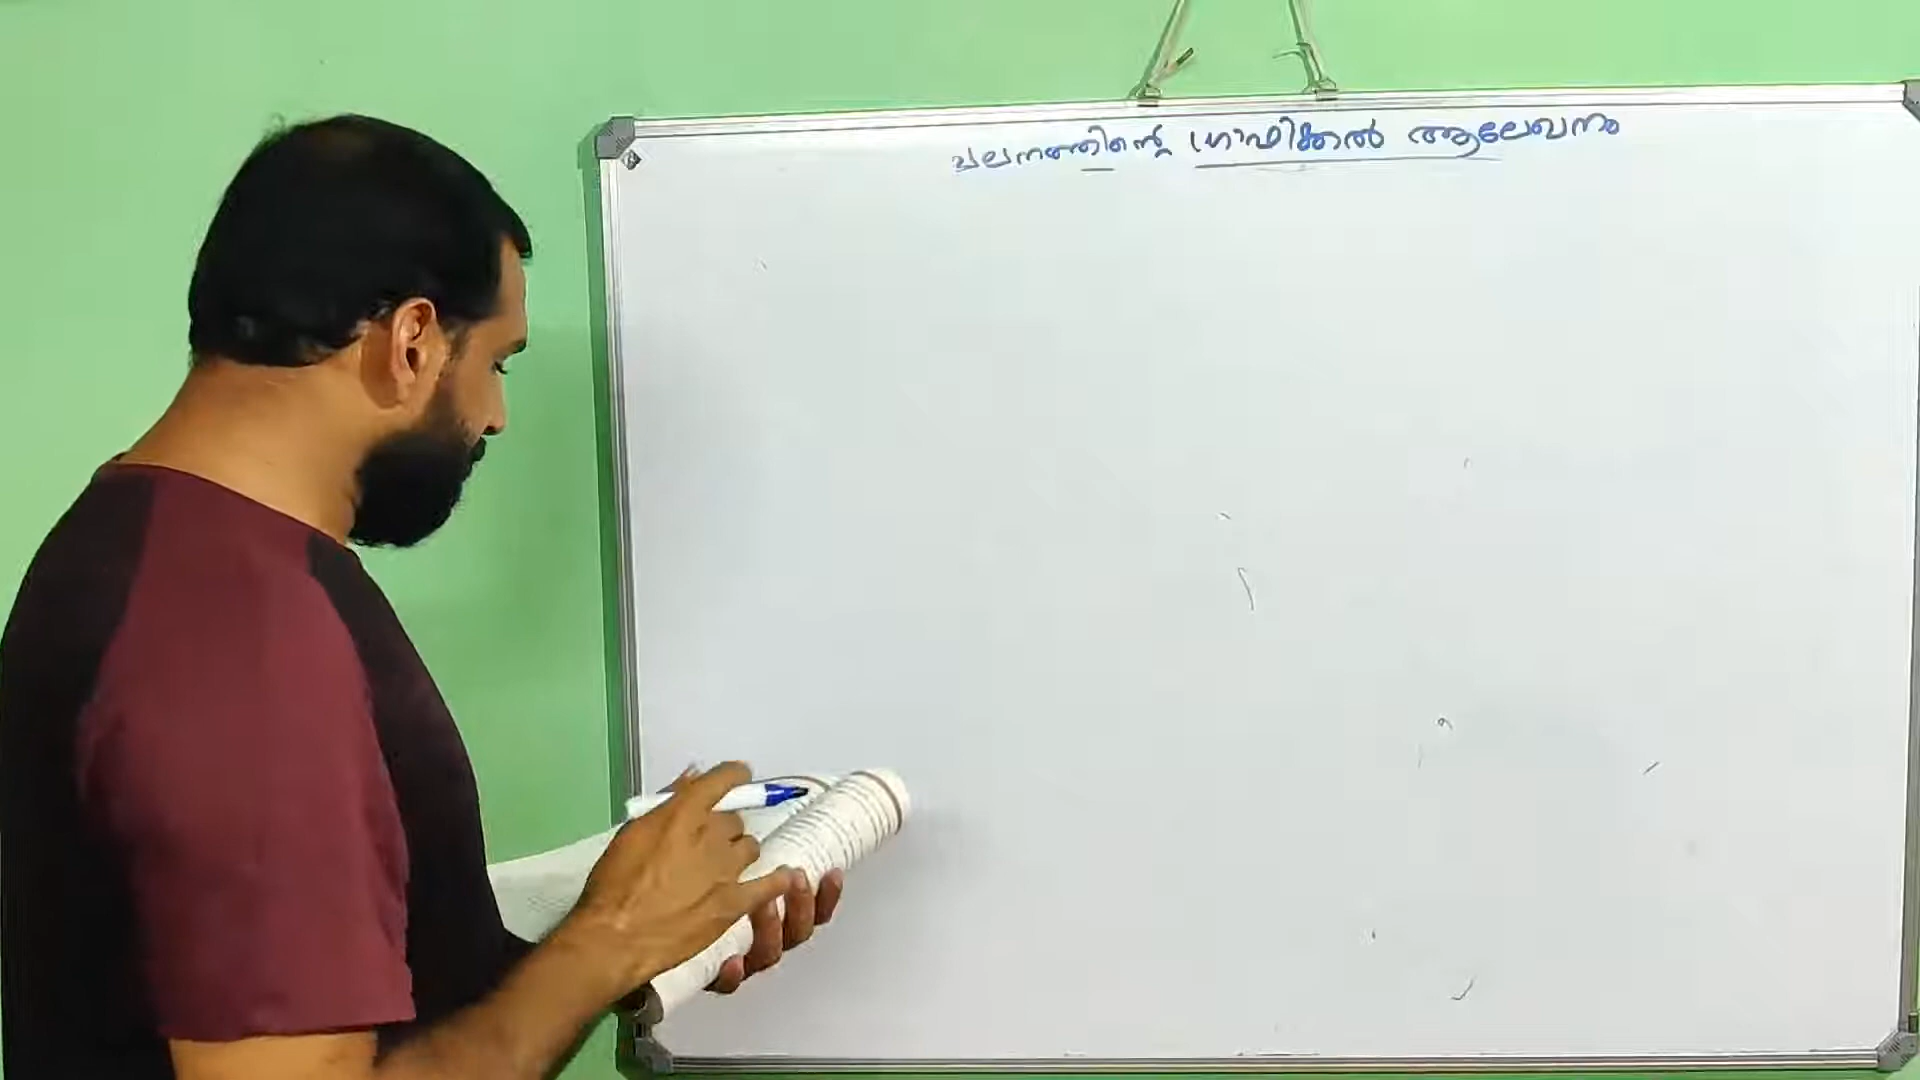 ചലനത്തിന്റെ ഗ്രാഫിക്കൽ ആലേഖനം